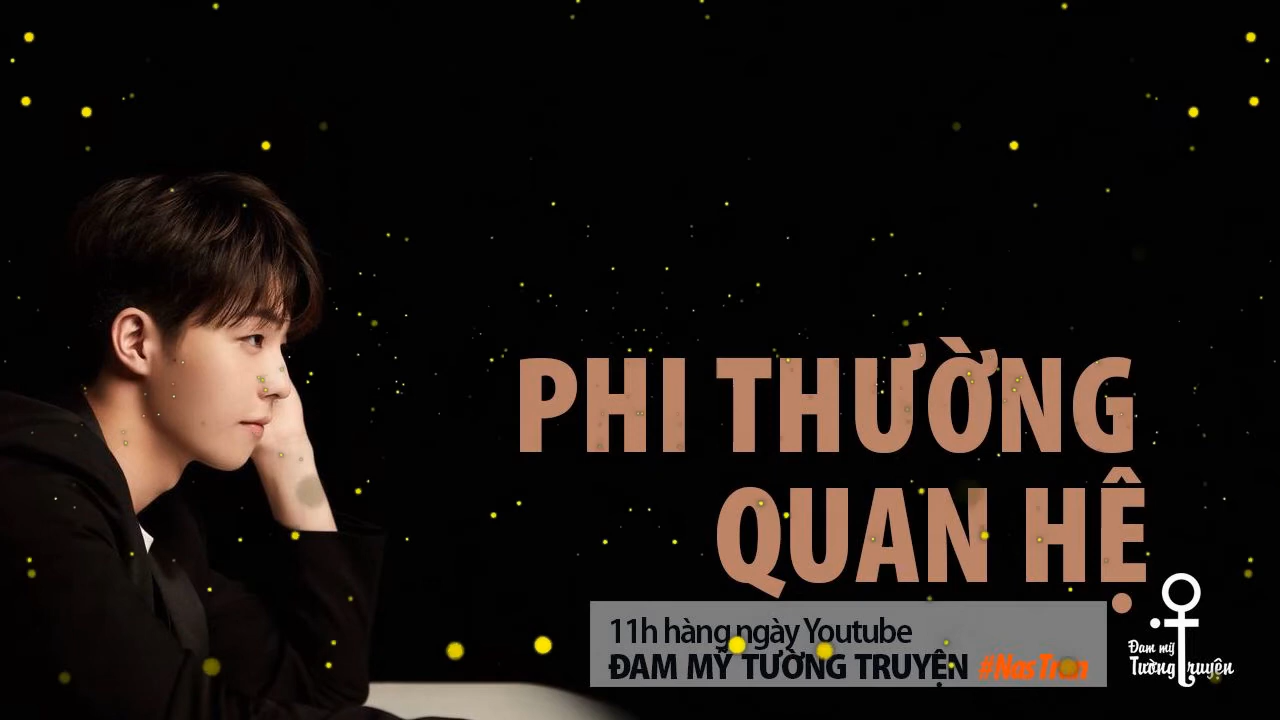 PHI THƯỜNG
QUAN HỆ
11h hàng ngày Youtube
ĐAM MỸ TƯỜNG TRUYỆN #NasTran
Đam mỹ
Tường Truyện